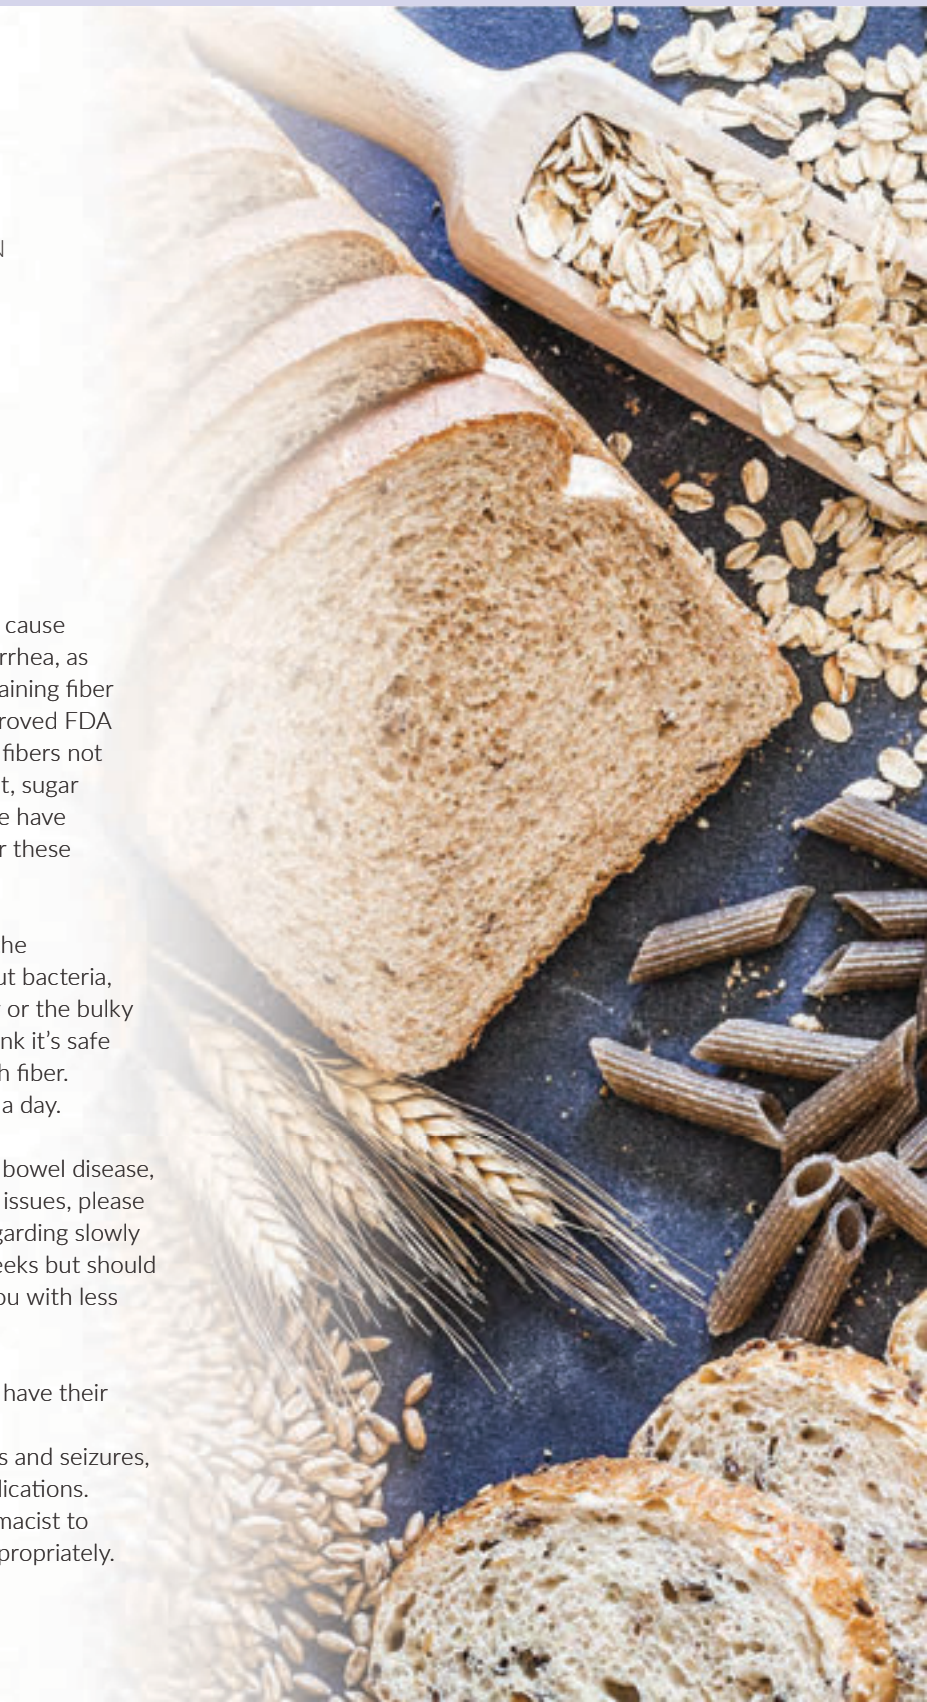 N
cause
rrhea, as
aining fiber
roved FDA
fibers not
t, sugar
e have
r these
he
ut bacteria,
or the bulky
nk it's safe
h fiber.
a day.
bowel disease,
issues, please
garding slowly
eeks but should
ou with less
have their
s and seizures,
lications.
macist to
propriately.